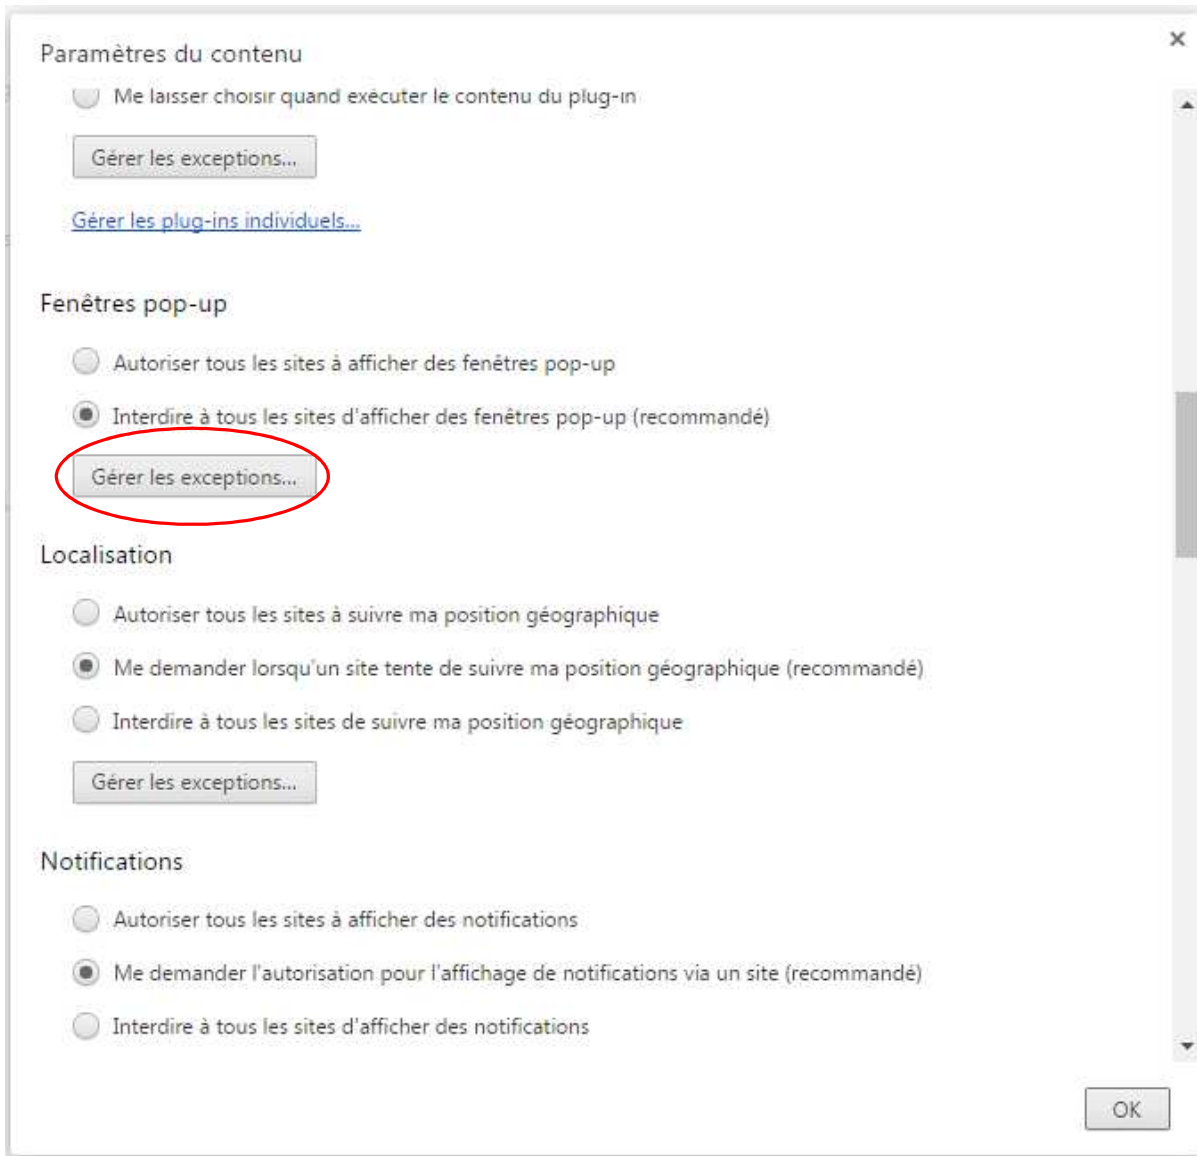 Paramètres du contenu
Me laisser choisir quand exécuter le contenu du plug-in
Gérer les exceptions...
Gérer les plug-ins individuels...
Fenêtres pop-up
Autoriser tous les sites à afficher des fenêtres pop-up
Interdire à tous les sites d'afficher des fenêtres pop-up (recommandé)
Gérer les exceptions...
Localisation
Autoriser tous les sites à suivre ma position géographique
Me demander lorsqu'un site tente de suivre ma position géographique (recommandé)
Interdire à tous les sites de suivre ma position géographique
Gérer les exceptions...
Notifications
Autoriser tous les sites à afficher des notifications
Me demander l'autorisation pour l'affichage de notifications via un site (recommandé)
Interdire à tous les sites d'afficher des notifications
OK